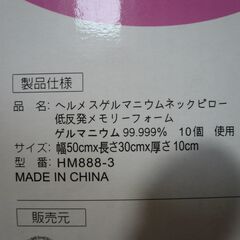 製品仕様
品 名：ヘルメスゲルマニウムネックピロー
低反発メモリーフォーム
ゲルマニウム99.999% 10個 使用
サイズ：幅50cmx長さ30cmx厚さ10cm
型 番：HM888-3
MADE IN CHINA
販売元